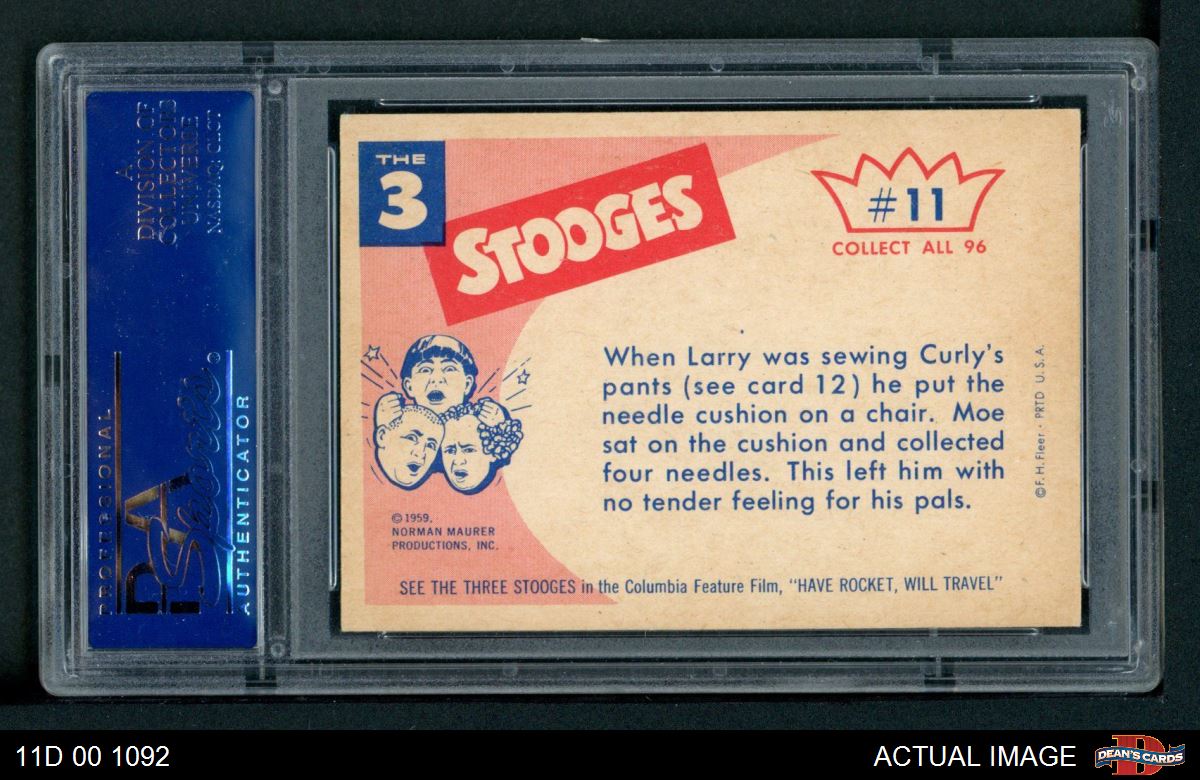 A
DIVISION OF
COLLECTORS
UNIVERSE
NASDAQ: CLCT
PROFESSIONAL
PSA
Sports
AUTHENTICATOR
THE
3
STOOGES
#11
COLLECT ALL 96
When Larry was sewing Curly's
pants (see card 12) he put the
needle cushion on a chair. Moe
sat on the cushion and collected
four needles. This left him with
no tender feeling for his pals.
© F. H. Fleer · PRTD U.S.A.
© 1959,
NORMAN MAURER
PRODUCTIONS, INC.
SEE THE THREE STOOGES in the Columbia Feature Film, "HAVE ROCKET, WILL TRAVEL"
11D 00 1092
ACTUAL IMAGE
D
DEAN'S CARDS